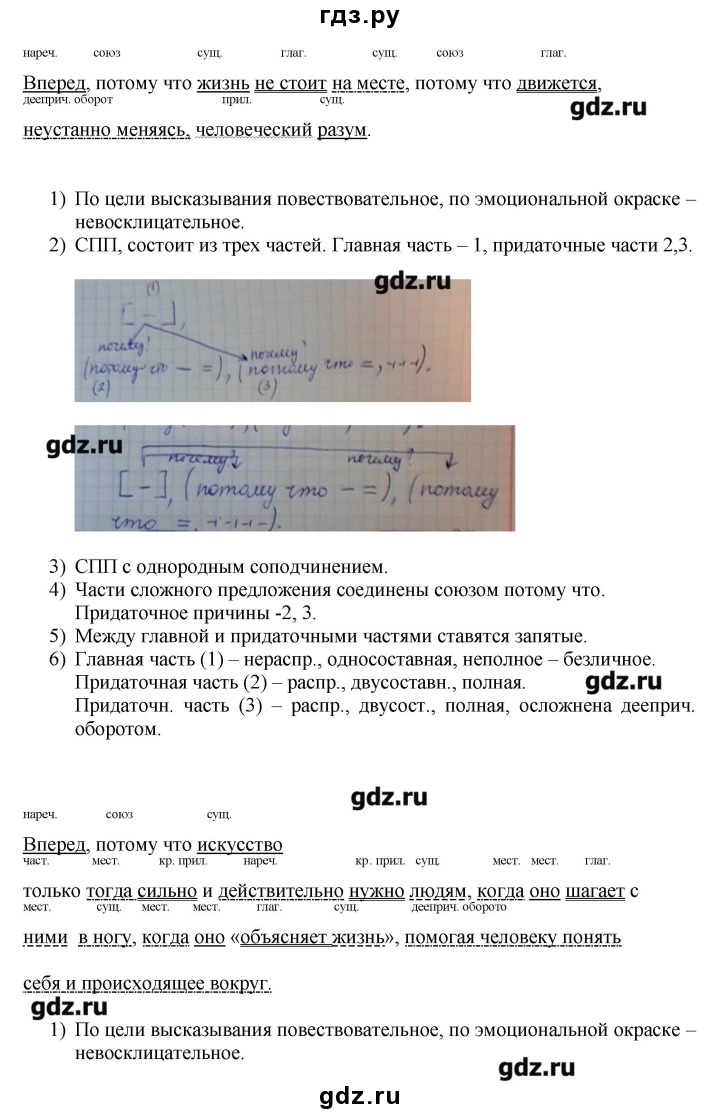 гдз.ру
нареч. союз сущ. глаг. сущ. союз глаг.
Вперед, потому что жизнь не стоит на месте, потому что движется,
дееприч. оборот прил. сущ.
gdz.ru
неустанно меняясь, человеческий разум.
1) По цели высказывания повествовательное, по эмоциональной окраске –
невосклицательное.
2) СПП, состоит из трех частей. Главная часть – 1, придаточные части 2,3.
gdz.ru
(1)
[ – ],
почему? почему?
(потому что – =), (потому что =, -·-·-).
(2) (3)
gdz.ru
почему? почему?
[–], (потому что – =), (потому
что =, -·-·-·-).
3) СПП с однородным соподчинением.
4) Части сложного предложения соединены союзом потому что.
Придаточное причины -2, 3.
5) Между главной и придаточными частями ставятся запятые.
6) Главная часть (1) – нераспр., односоставная, неполное – безличное.
Придаточная часть (2) – распр., двусоставн., полная.
gdz.ru
Придаточн. часть (3) – распр., двусост., полная, осложнена дееприч.
оборотом.
gdz.ru
нареч. союз сущ.
Вперед, потому что искусство
част. мест. кр. прил. нареч. кр. прил. сущ. мест. мест. глаг.
только тогда сильно и действительно нужно людям, когда оно шагает с
мест. сущ. мест. мест. глаг. сущ. дееприч. оборото
ними в ногу, когда оно «объясняет жизнь», помогая человеку понять
себя и происходящее вокруг.
gdz.ru
1) По цели высказывания повествовательное, по эмоциональной окраске –
невосклицательное.
gdz.ru
gdz.ru